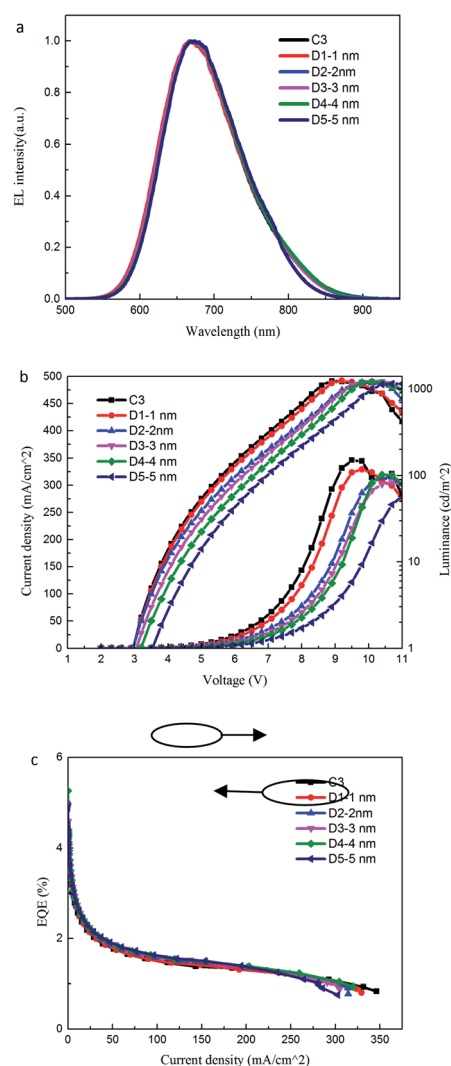 a
C3
D1-1 nm
D2-2nm
D3-3 nm
D4-4 nm
D5-5 nm
EL intensity(a.u.)
1.0
0.8
0.6
0.4
0.2
0.0
500 600 700 800 900
Wavelength (nm)
b
C3
D1-1 nm
D2-2nm
D3-3 nm
D4-4 nm
D5-5 nm
Current density (mA/cm^2)
500
450
400
350
300
250
200
150
100
50
0
Luminance (cd/m^2)
1000
100
10
1
1 2 3 4 5 6 7 8 9 10 11
Voltage (V)
c
C3
D1-1 nm
D2-2nm
D3-3 nm
D4-4 nm
D5-5 nm
EQE (%)
6
4
2
0
0 50 100 150 200 250 300 350
Current density (mA/cm^2)